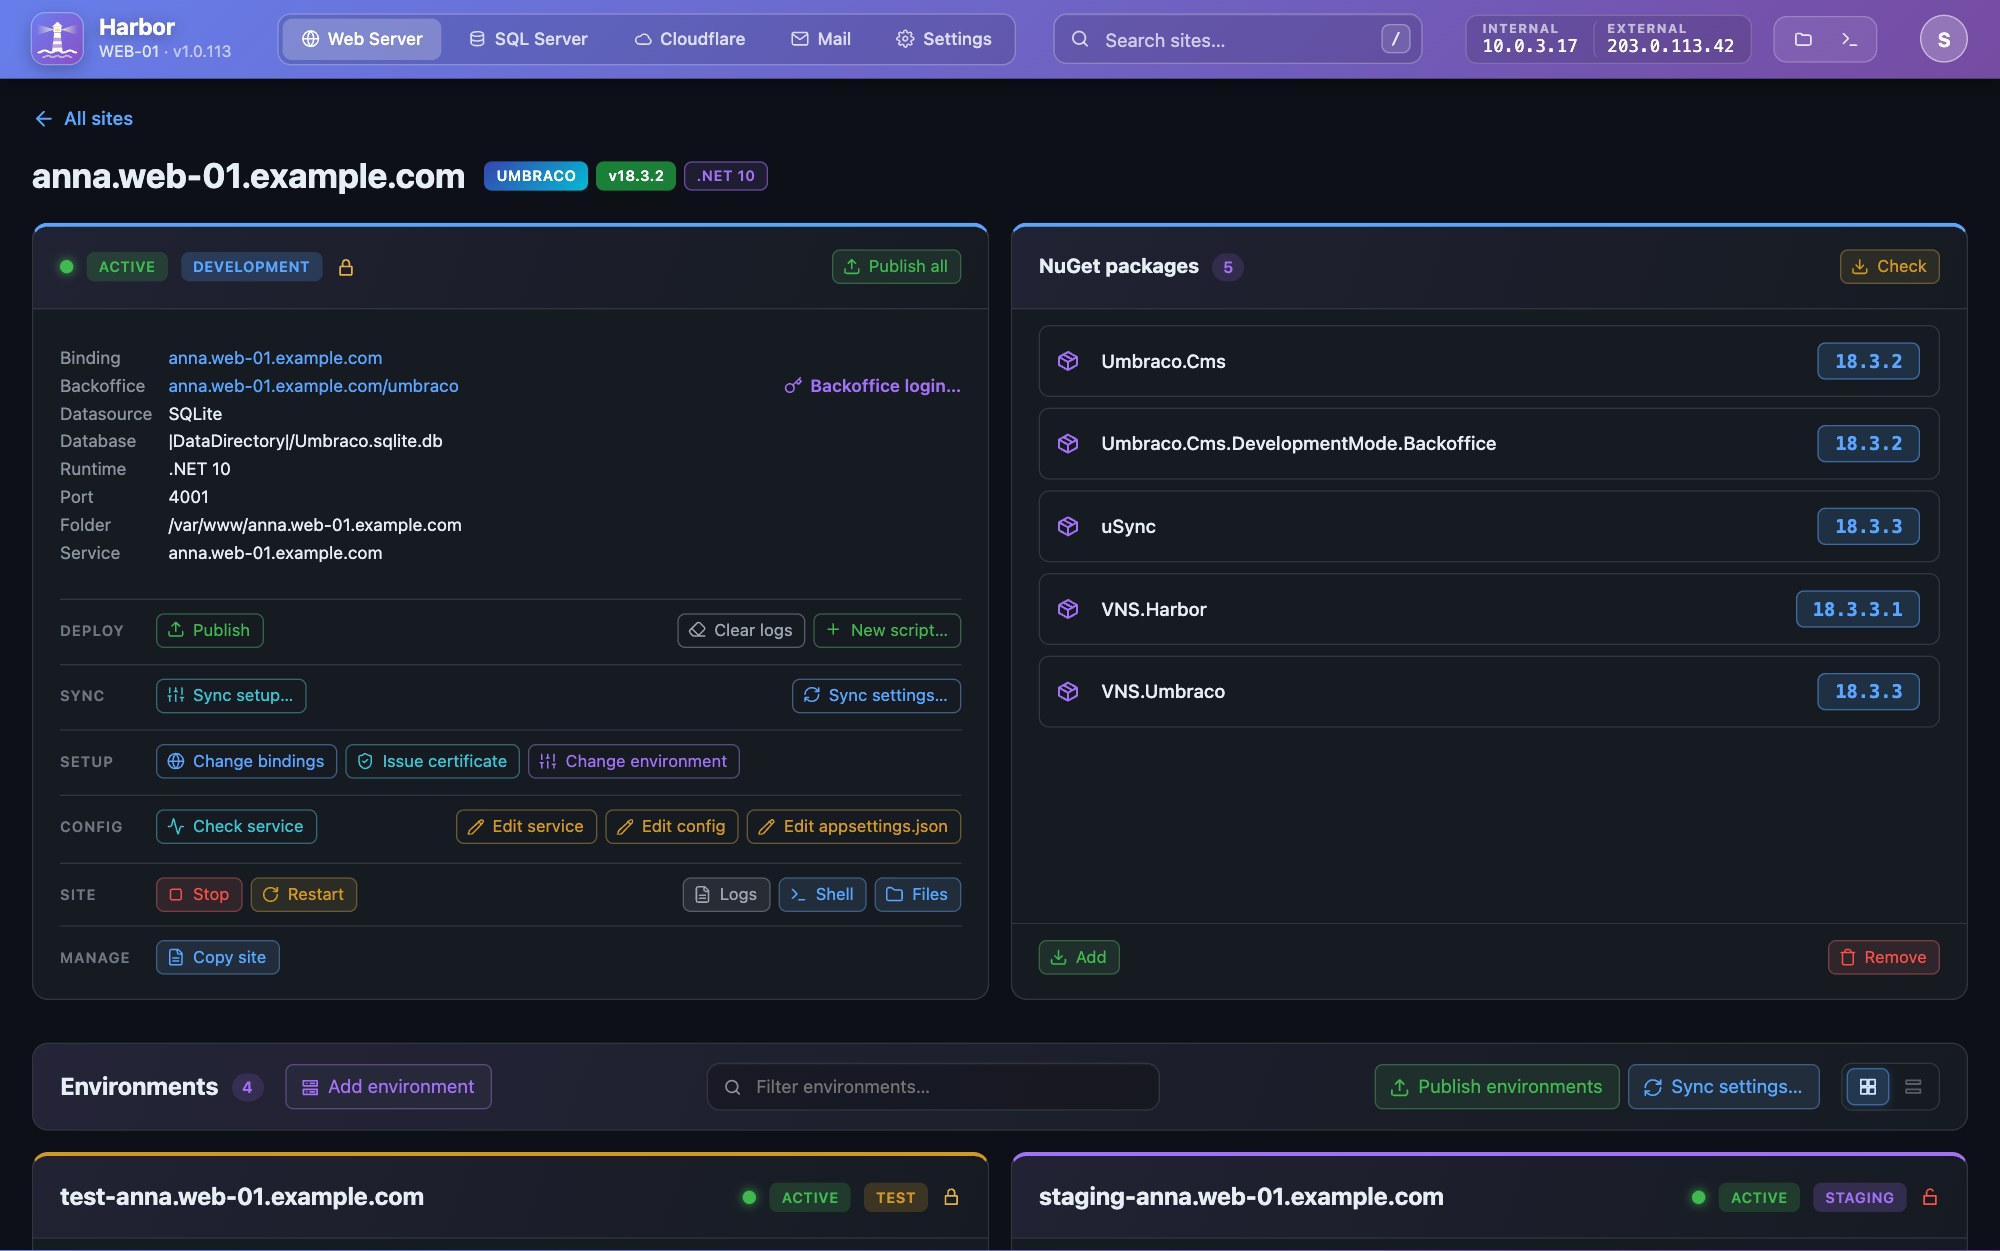 Harbor
WEB-01 · v1.0.113
Web Server
SQL Server
Cloudflare
Mail
Settings
Search sites...
/
INTERNAL
10.0.3.17
EXTERNAL
203.0.113.42
S
All sites
anna.web-01.example.com
UMBRACO
v18.3.2
.NET 10
ACTIVE
DEVELOPMENT
Publish all
Binding anna.web-01.example.com
Backoffice anna.web-01.example.com/umbraco
Backoffice login...
Datasource SQLite
Database |DataDirectory|/Umbraco.sqlite.db
Runtime .NET 10
Port 4001
Folder /var/www/anna.web-01.example.com
Service anna.web-01.example.com
DEPLOY Publish Clear logs New script...
SYNC Sync setup... Sync settings...
SETUP Change bindings Issue certificate Change environment
CONFIG Check service Edit service Edit config Edit appsettings.json
SITE Stop Restart Logs Shell Files
MANAGE Copy site
NuGet packages 5
Check
Umbraco.Cms 18.3.2
Umbraco.Cms.DevelopmentMode.Backoffice 18.3.2
uSync 18.3.3
VNS.Harbor 18.3.3.1
VNS.Umbraco 18.3.3
Add
Remove
Environments 4
Add environment
Filter environments...
Publish environments
Sync settings...
test-anna.web-01.example.com
ACTIVE
TEST
staging-anna.web-01.example.com
ACTIVE
STAGING